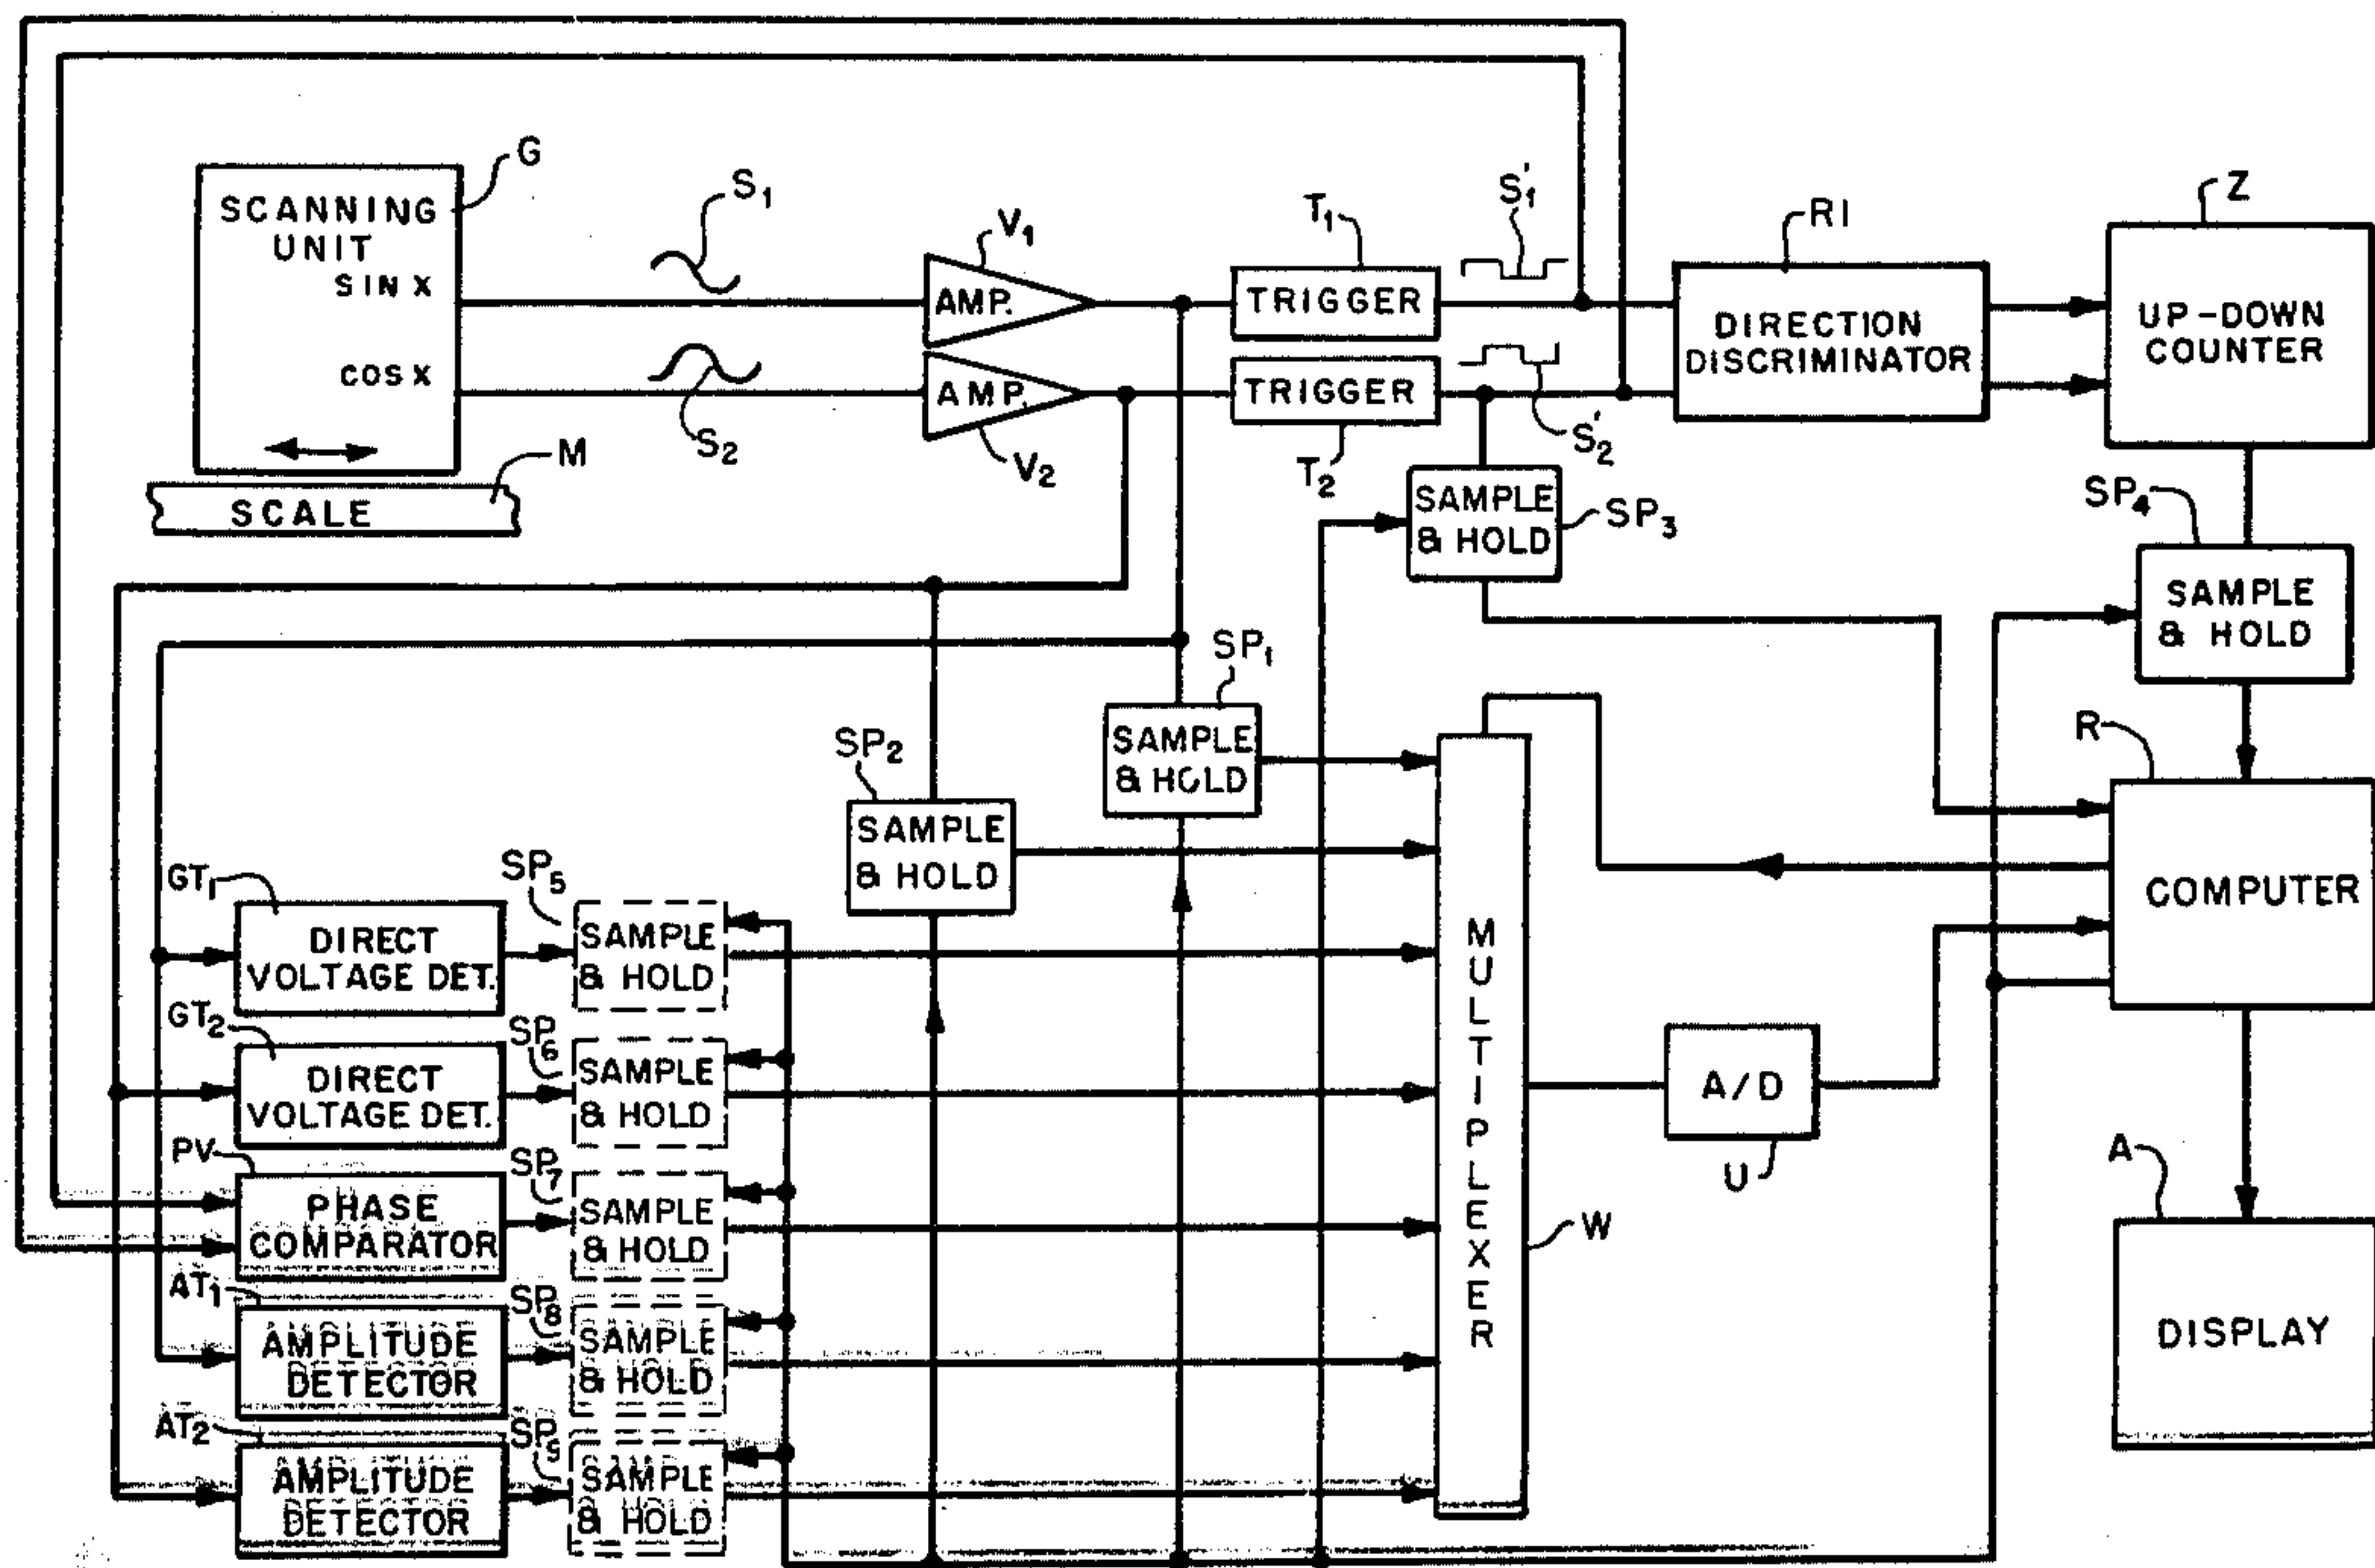 G
SCANNING
UNIT
SIN X
COS X
M
SCALE
S1
S2
V1
AMP.
AMP.
V2
T1
TRIGGER
TRIGGER
T2
S'1
S'2
RI
DIRECTION
DISCRIMINATOR
Z
UP-DOWN
COUNTER
SP3
SAMPLE
& HOLD
SP4
SAMPLE
& HOLD
SP1
SAMPLE
& HOLD
SP2
SAMPLE
& HOLD
R
COMPUTER
GT1
DIRECT
VOLTAGE DET.
SP5
SAMPLE
& HOLD
GT2
DIRECT
VOLTAGE DET.
SP6
SAMPLE
& HOLD
PV
PHASE
COMPARATOR
SP7
SAMPLE
& HOLD
AT1
AMPLITUDE
DETECTOR
SP8
SAMPLE
& HOLD
AT2
AMPLITUDE
DETECTOR
SP9
SAMPLE
& HOLD
MULTIPLEXER
W
A/D
U
A
DISPLAY